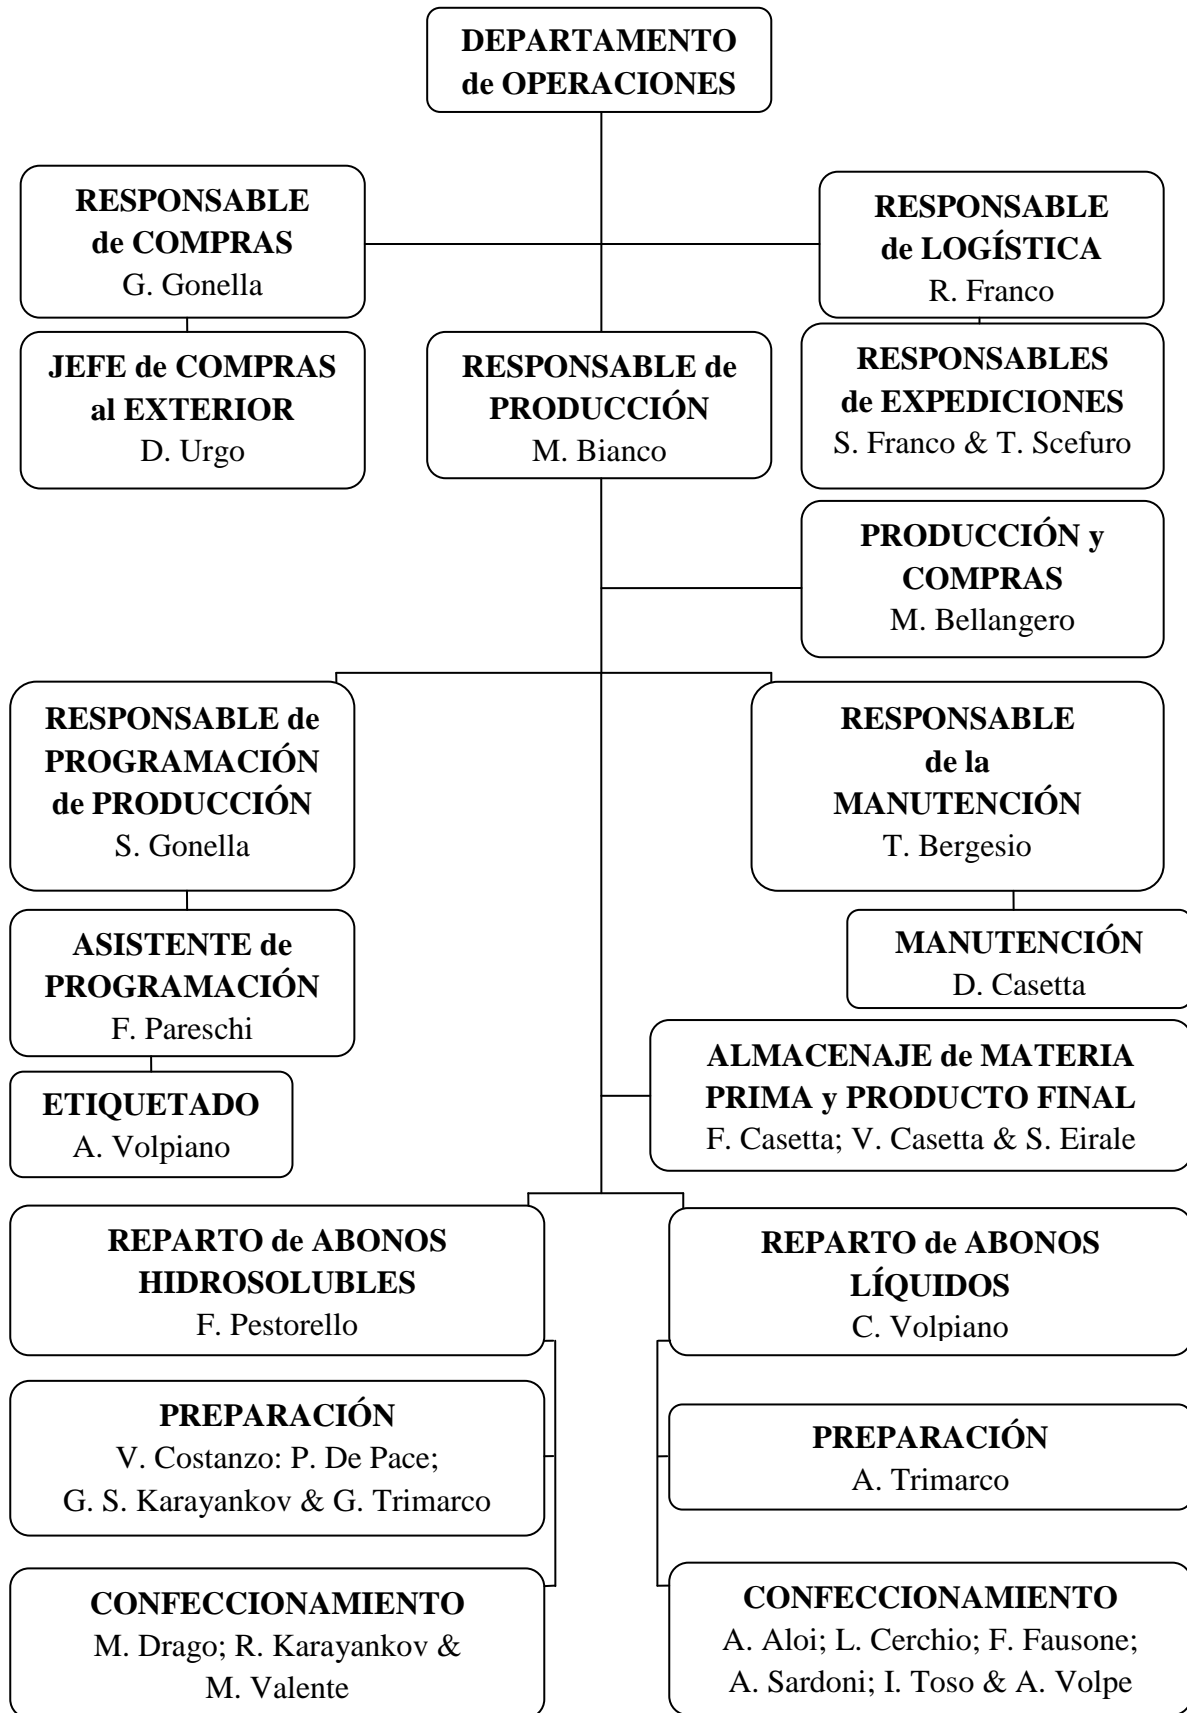 DEPARTAMENTO
de OPERACIONES
RESPONSABLE
de COMPRAS
G. Gonella
RESPONSABLE
de LOGÍSTICA
R. Franco
JEFE de COMPRAS
al EXTERIOR
D. Urgo
RESPONSABLE de
PRODUCCIÓN
M. Bianco
RESPONSABLES
de EXPEDICIONES
S. Franco & T. Scefuro
PRODUCCIÓN y
COMPRAS
M. Bellangero
RESPONSABLE de
PROGRAMACIÓN
de PRODUCCIÓN
S. Gonella
RESPONSABLE
de la
MANUTENCIÓN
T. Bergesio
ASISTENTE de
PROGRAMACIÓN
F. Pareschi
MANUTENCIÓN
D. Casetta
ETIQUETADO
A. Volpiano
ALMACENAJE de MATERIA
PRIMA y PRODUCTO FINAL
F. Casetta; V. Casetta & S. Eirale
REPARTO de ABONOS
HIDROSOLUBLES
F. Pestorello
REPARTO de ABONOS
LÍQUIDOS
C. Volpiano
PREPARACIÓN
V. Costanzo: P. De Pace;
G. S. Karayankov & G. Trimarco
PREPARACIÓN
A. Trimarco
CONFECCIONAMIENTO
M. Drago; R. Karayankov &
M. Valente
CONFECCIONAMIENTO
A. Aloi; L. Cerchio; F. Fausone;
A. Sardoni; I. Toso & A. Volpe